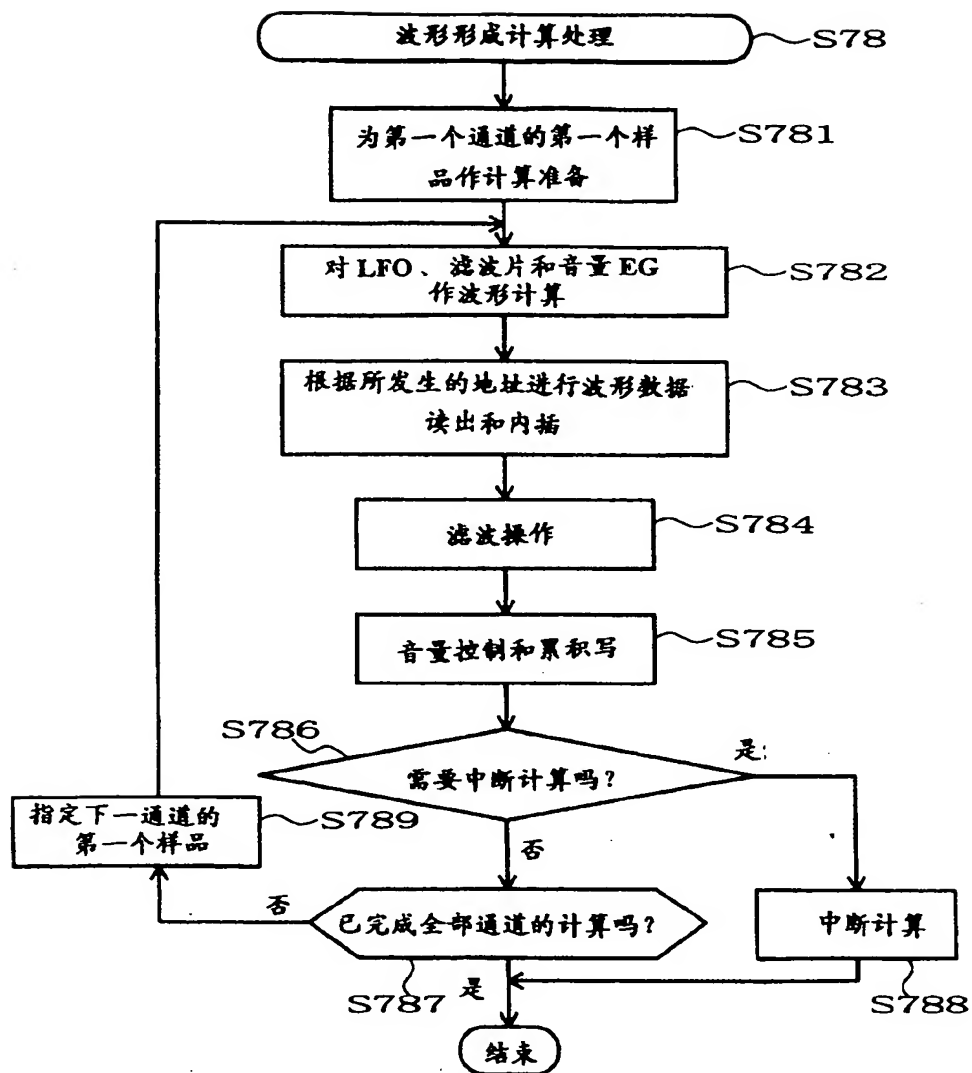 波形形成计算处理
S78
为第一个通道的第一个样
品作计算准备
S781
对 LFO、滤波片和音量 EG
作波形计算
S782
根据所发生的地址进行波形数据
读出和内插
S783
滤波操作
S784
音量控制和累积写
S785
S786
需要中断计算吗?
是:
否
指定下一通道的
第一个样品
S789
否
已完成全部通道的计算吗?
S787
是
中断计算
S788
结束